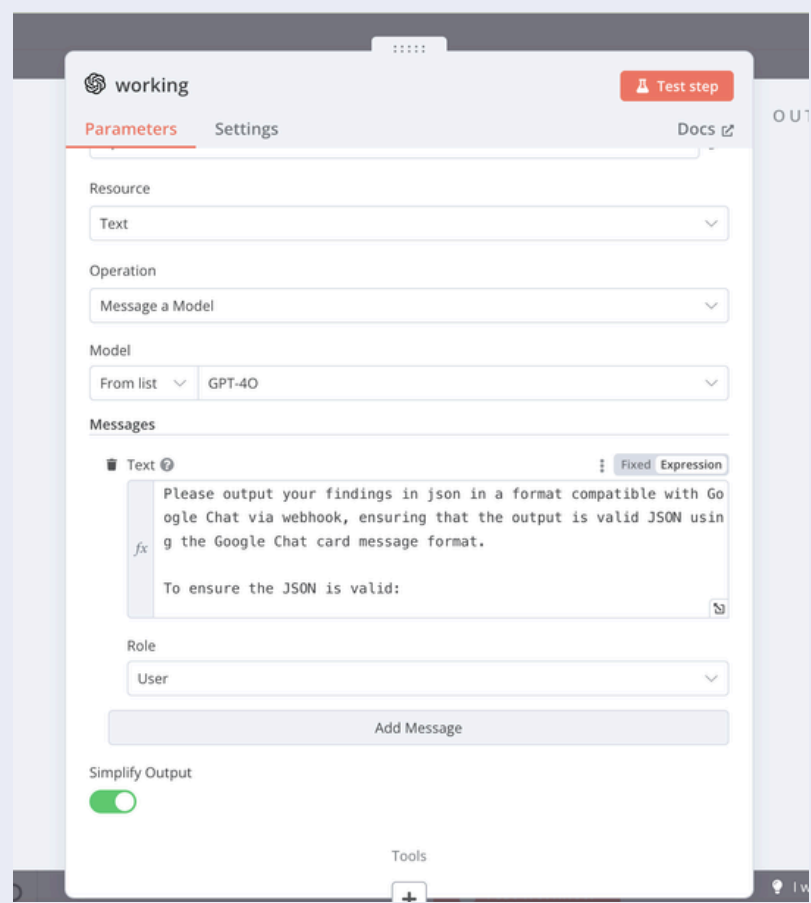 working
Test step
Parameters
Settings
Docs
OUT
Resource
Text
Operation
Message a Model
Model
From list
GPT-4O
Messages
Text
Fixed
Expression
Please output your findings in json in a format compatible with Go
ogle Chat via webhook, ensuring that the output is valid JSON usin
fx
g the Google Chat card message format.
To ensure the JSON is valid:
Role
User
Add Message
Simplify Output
Tools
I w